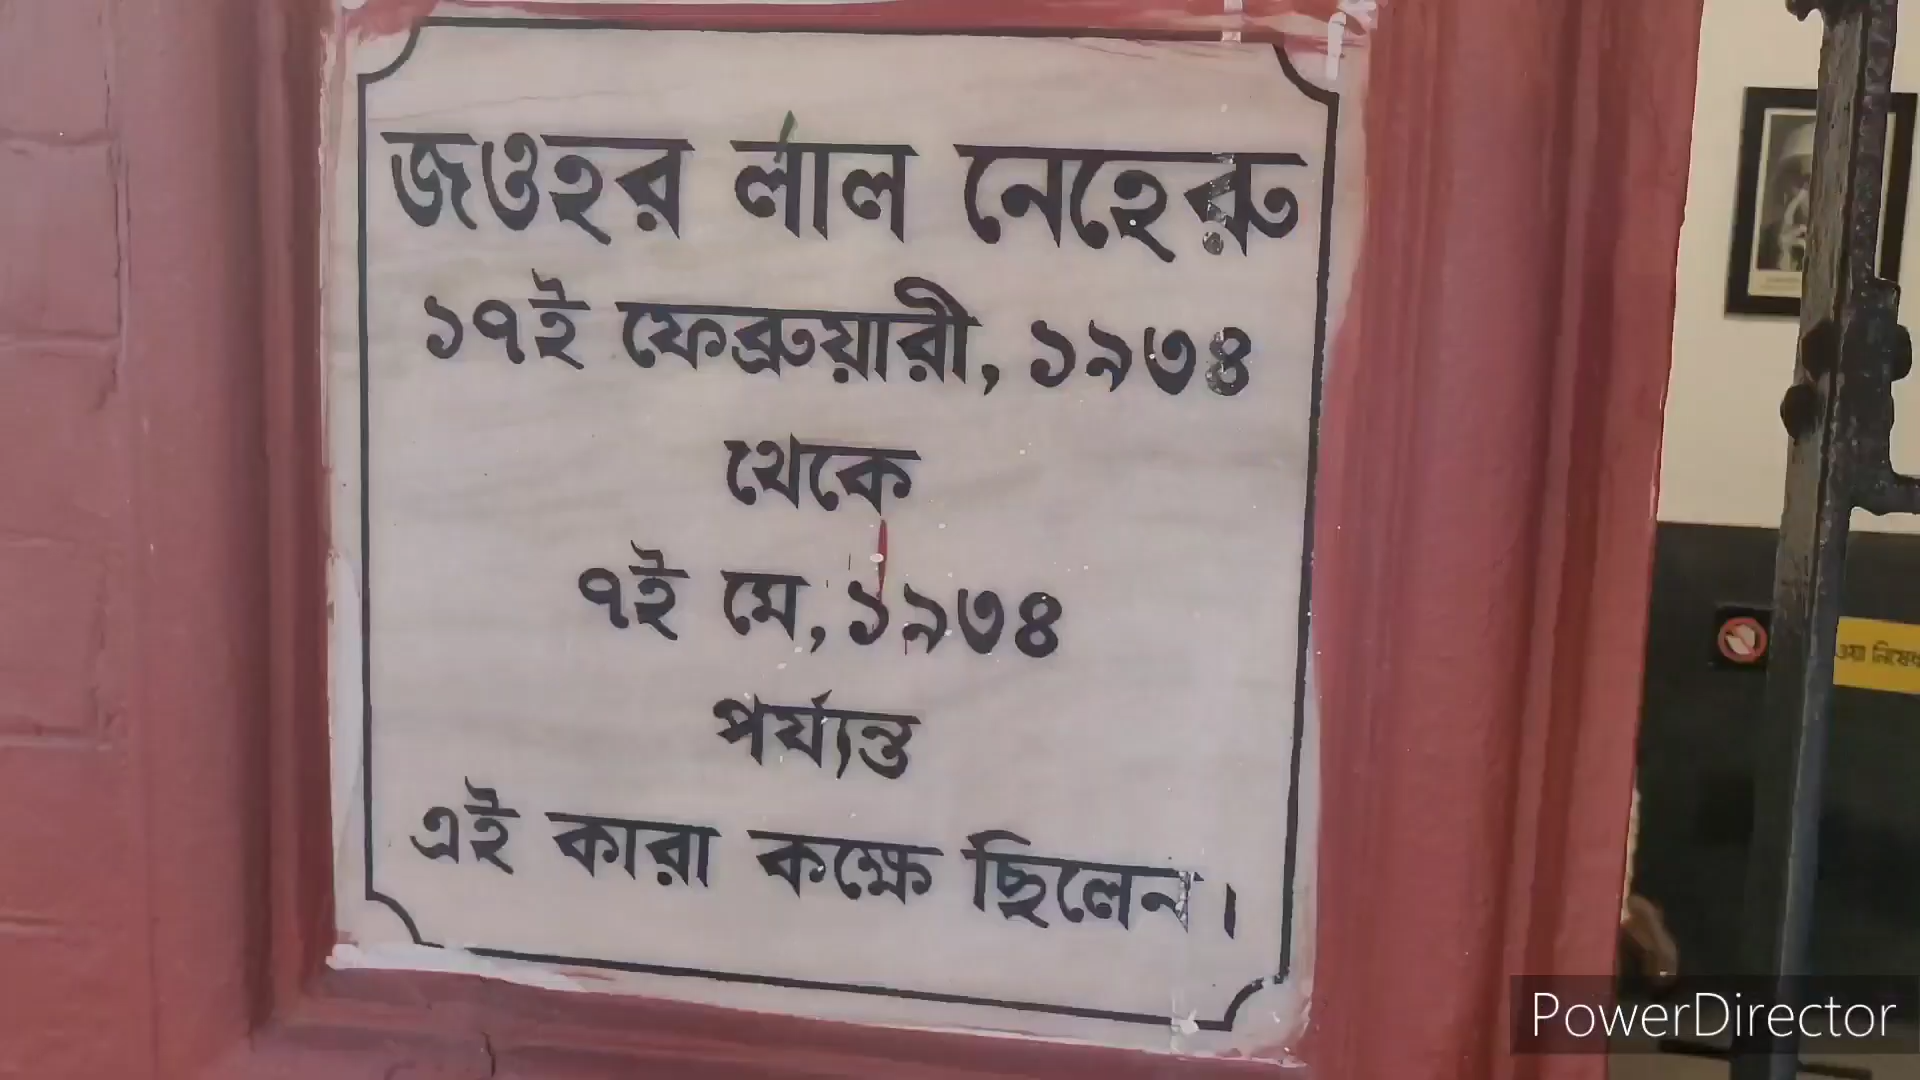 জওহর লাল নেহেরু
১৭ই ফেব্রুয়ারী, ১৯৩৪
থেকে
৭ই মে, ১৯৩৪
পর্য্যন্ত
এই কারা কক্ষে ছিলেন।
PowerDirector